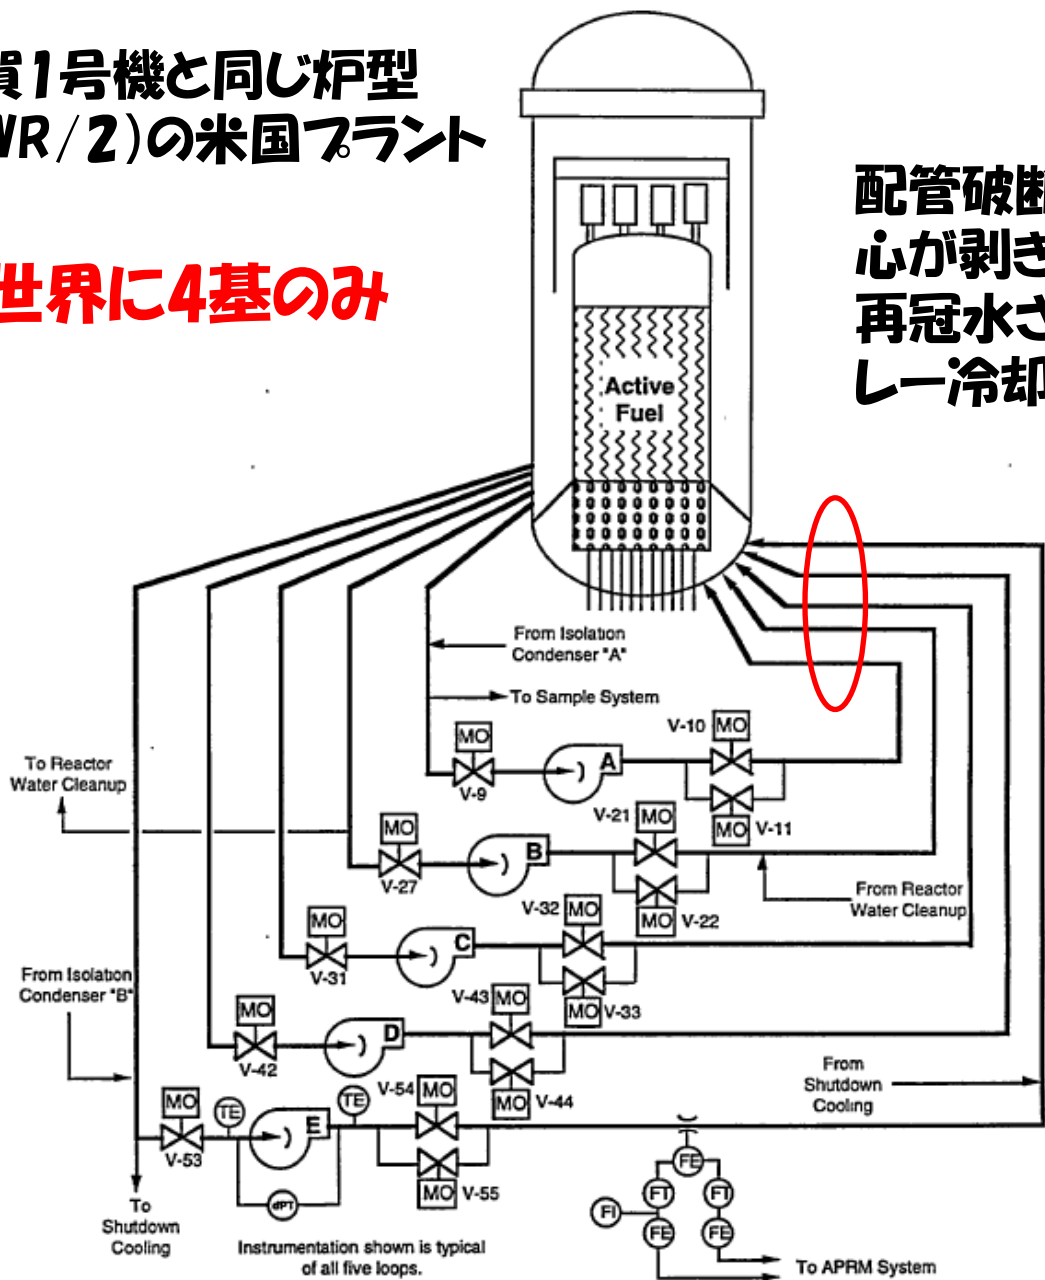 賀1号機と同じ炉型
WR/2)の米国プラント
世界に4基のみ
配管破断
心が剥き
再冠水さ
レー冷却
Active
Fuel
From Isolation
Condenser "A"
To Sample System
V-10
MO
MO
A
V-9
To Reactor
Water Cleanup
V-21
MO
MO
V-11
MO
B
V-27
MO
V-22
From Reactor
Water Cleanup
V-32
MO
MO
C
V-31
MO
V-33
From Isolation
Condenser "B"
V-43
MO
MO
D
V-42
MO
V-44
From
Shutdown
Cooling
V-54
MO
MO
TE
TE
E
V-53
MO
V-55
dPT
FE
FT
FT
FI
FE
FE
To
Shutdown
Cooling
Instrumentation shown is typical
of all five loops.
To APRM System